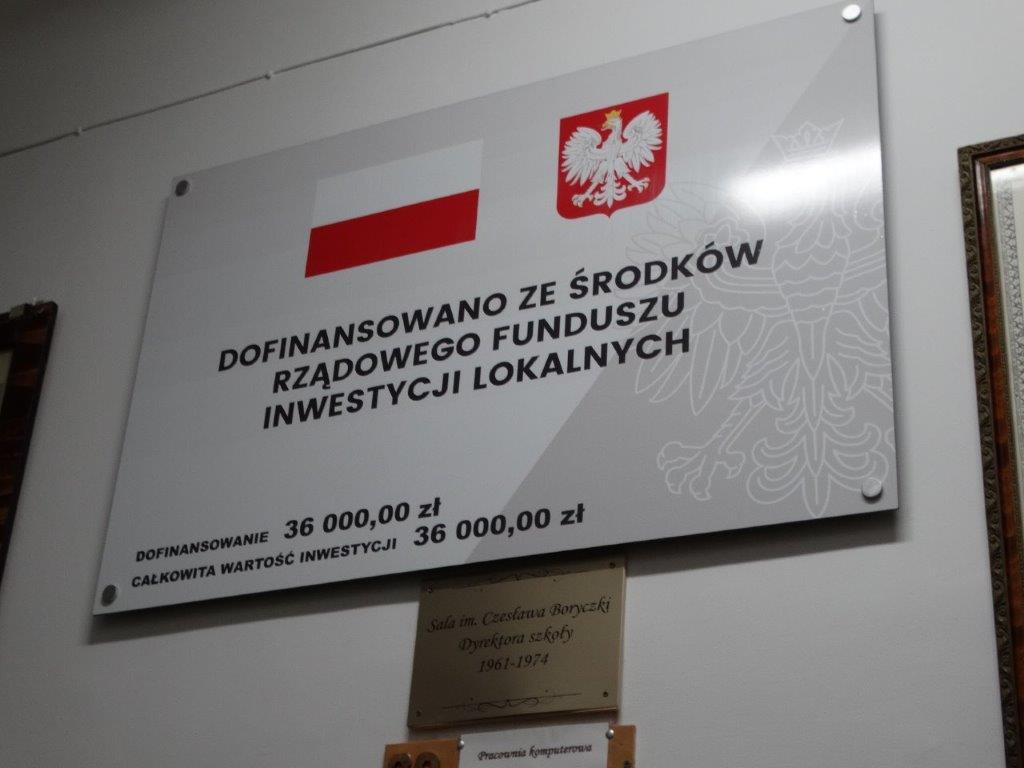 DOFINANSOWANO ZE ŚRODKÓW
RZĄDOWEGO FUNDUSZU
INWESTYCJI LOKALNYCH
DOFINANSOWANIE 36 000,00 zł
CAŁKOWITA WARTOŚĆ INWESTYCJI 36 000,00 zł
Sala im. Czesława Boryczki
Dyrektora szkoły
1961-1974
Pracownia komputerowa